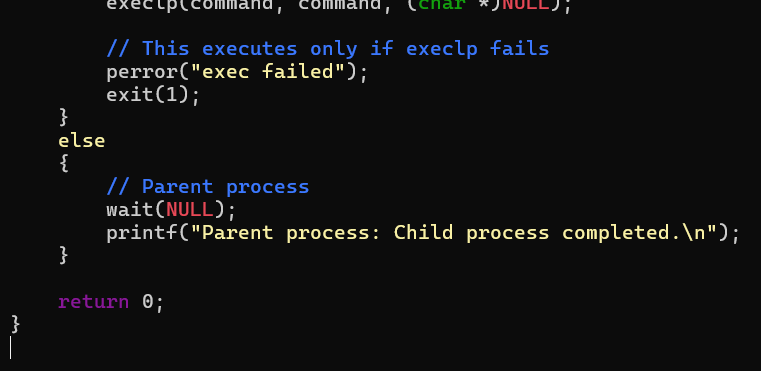 execlp(command, command, (char *)NULL);

        // This executes only if execlp fails
        perror("exec failed");
        exit(1);
    }
    else
    {
        // Parent process
        wait(NULL);
        printf("Parent process: Child process completed.\n");
    }

    return 0;
}